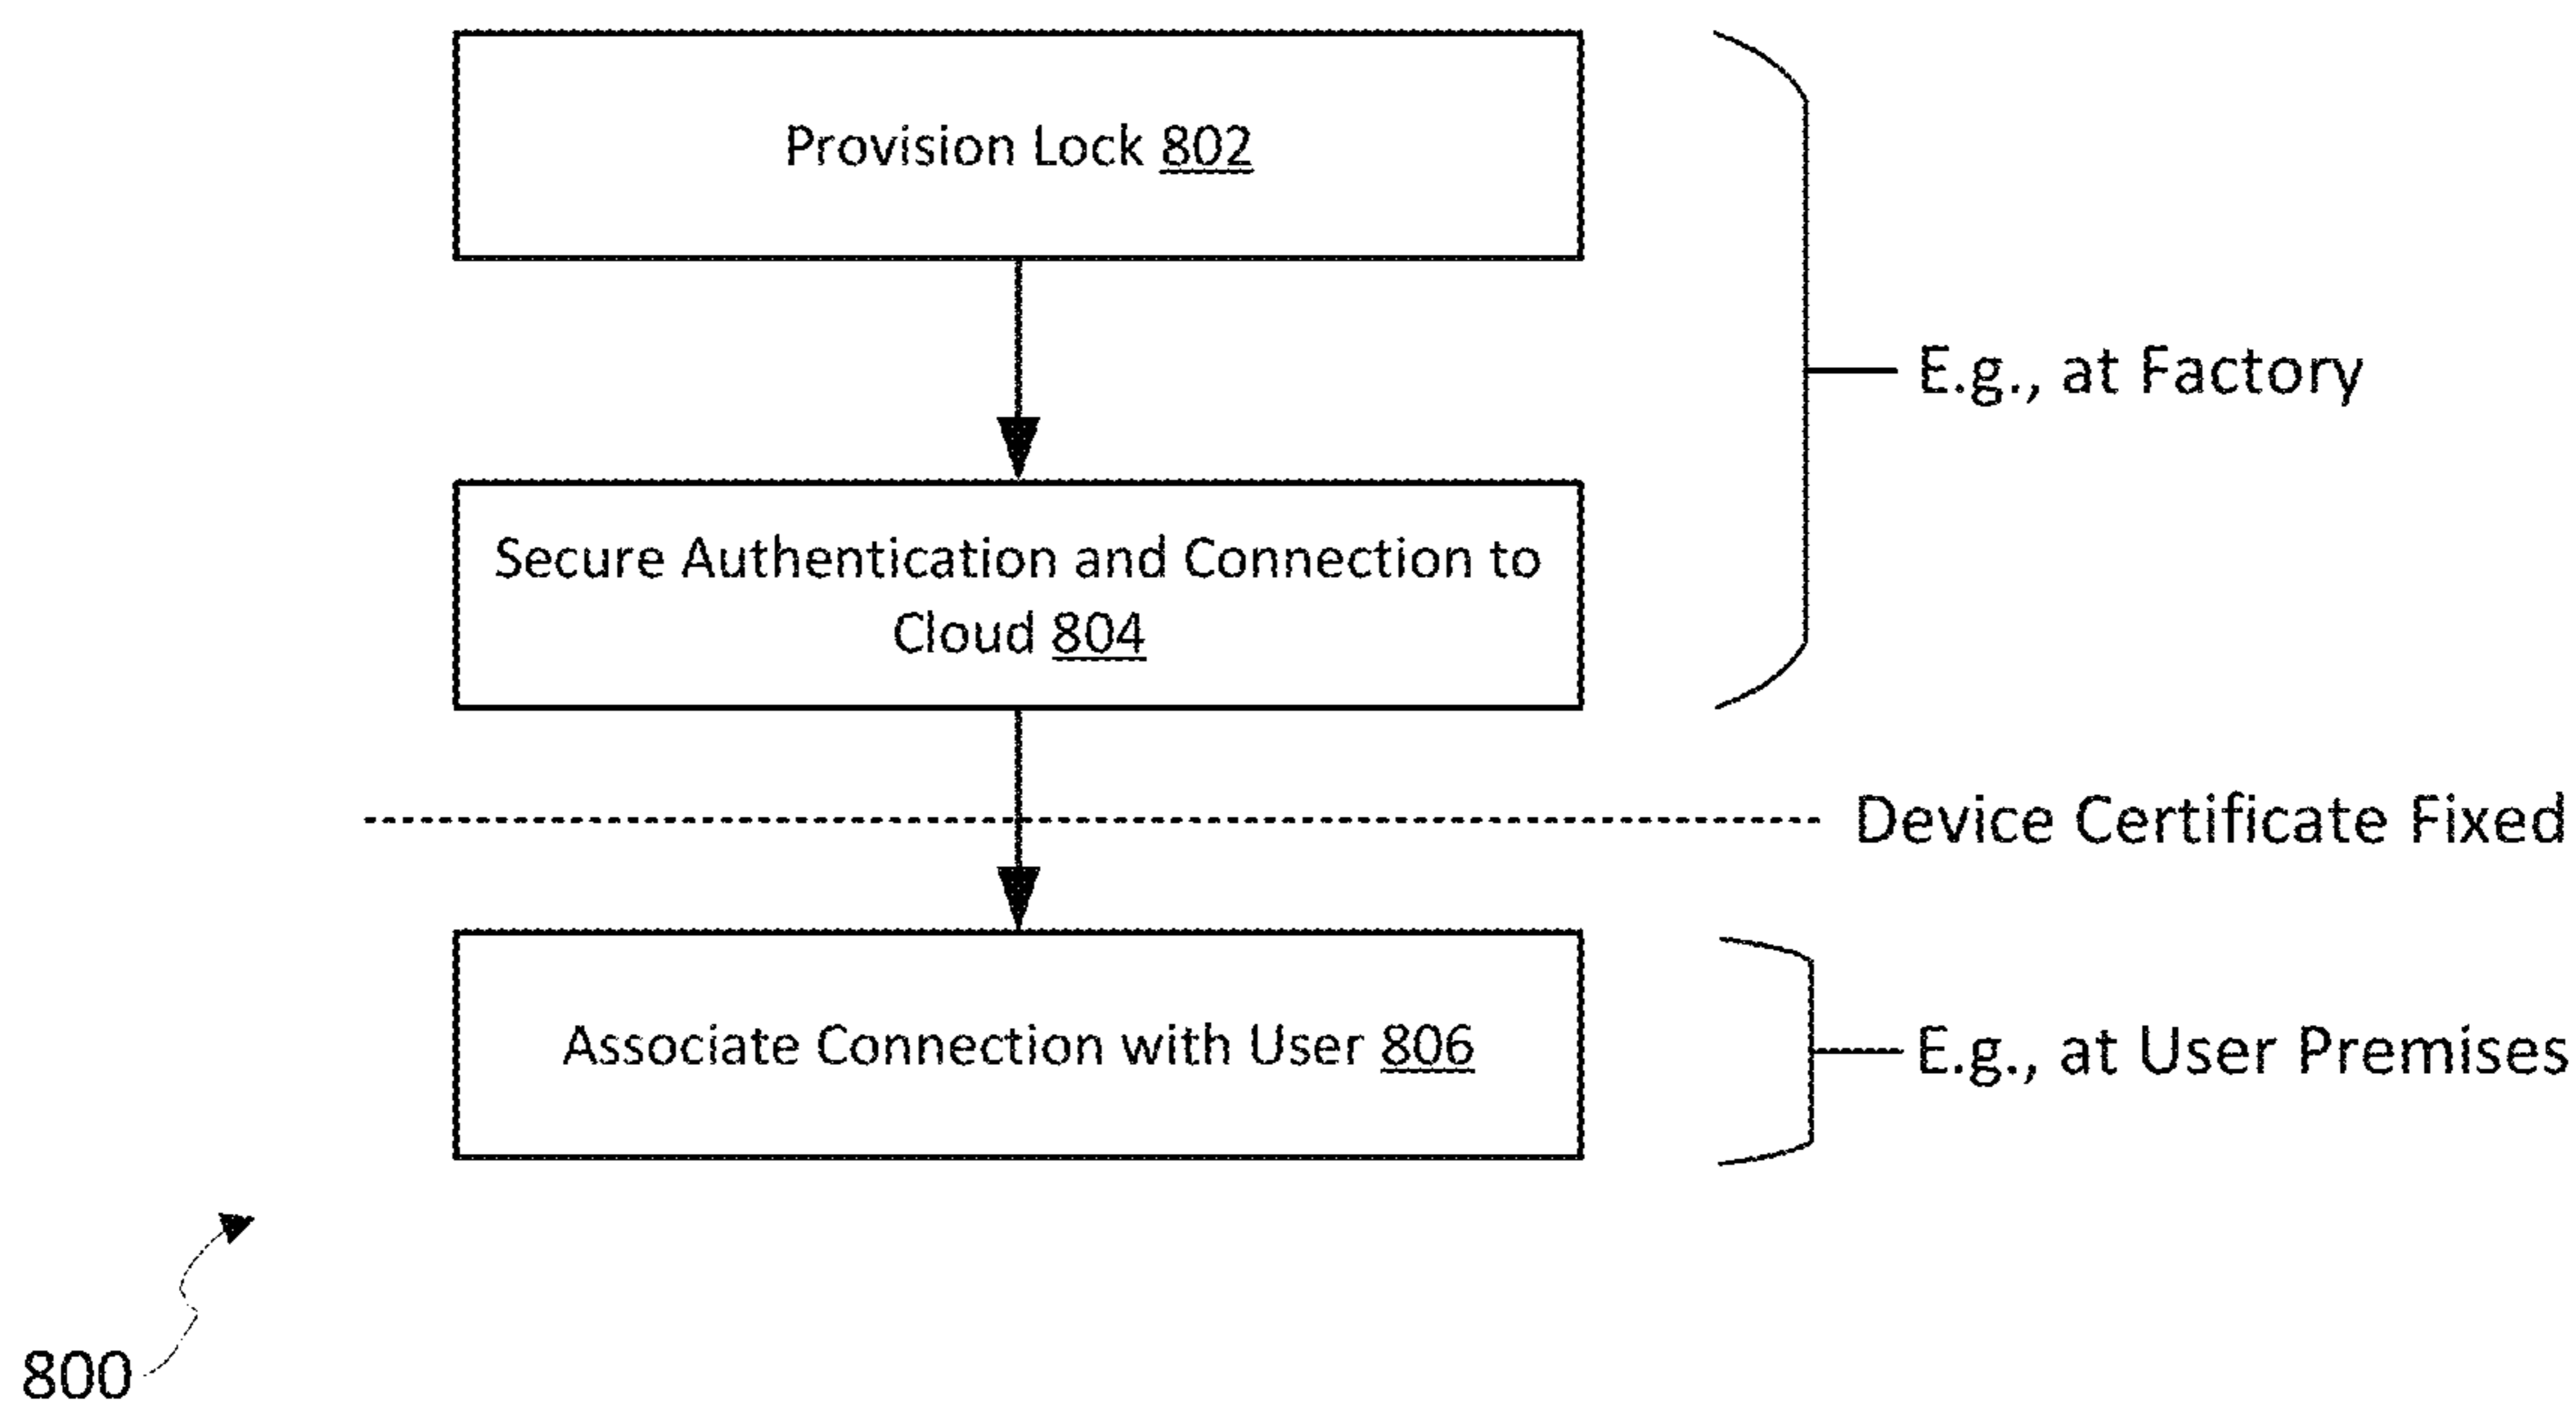 Provision Lock 802
E.g., at Factory
Secure Authentication and Connection to
Cloud 804
Device Certificate Fixed
Associate Connection with User 806
E.g., at User Premises
800